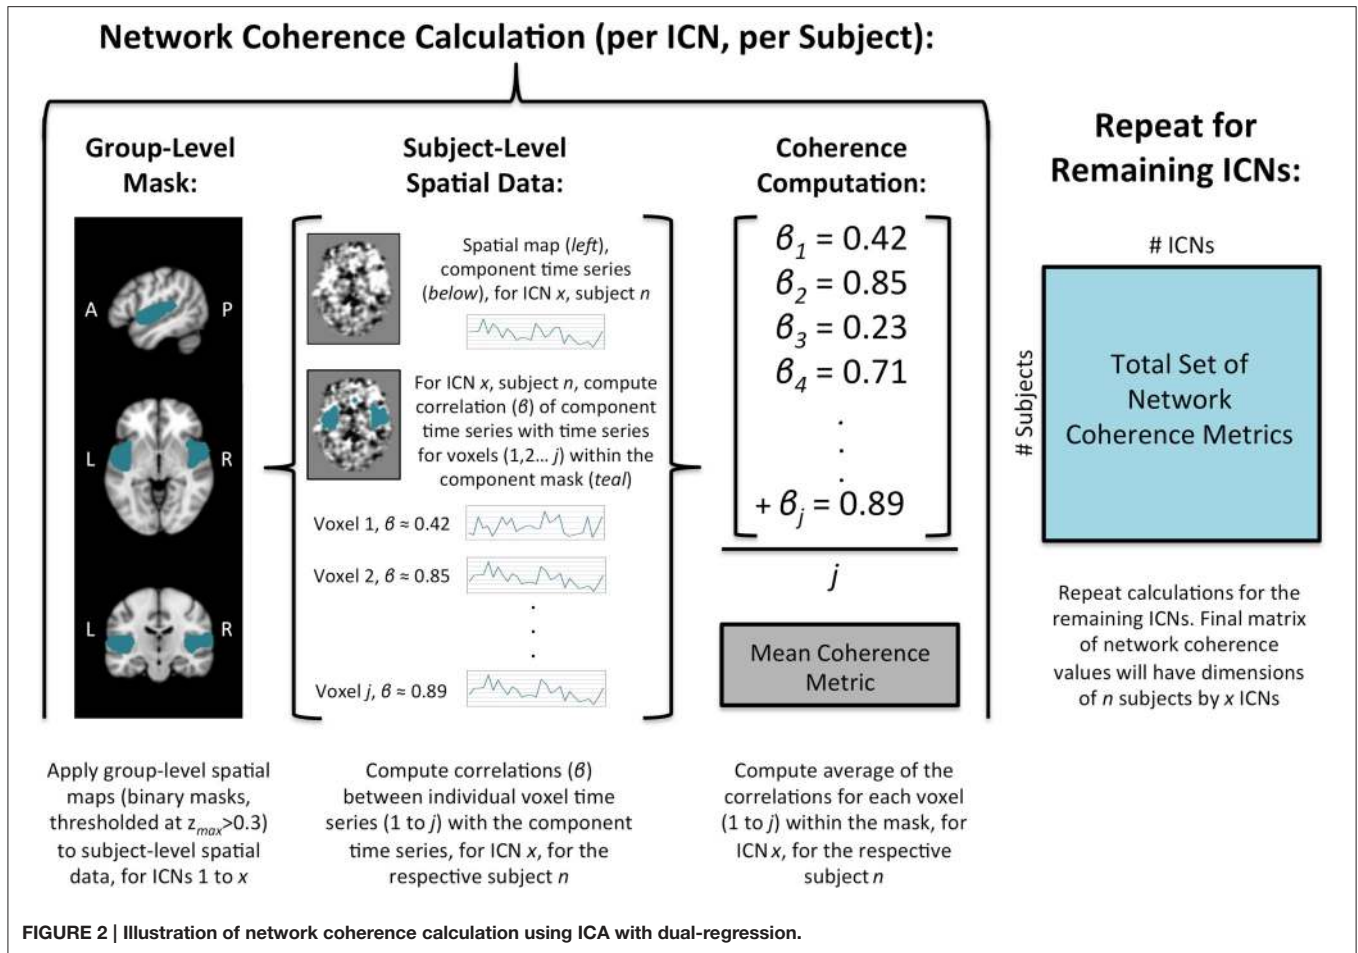 Network Coherence Calculation (per ICN, per Subject):
Group-Level
Mask:
A
P
L
R
L
R
Apply group-level spatial
maps (binary masks,
thresholded at zmax>0.3)
to subject-level spatial
data, for ICNs 1 to x
Subject-Level
Spatial Data:
Spatial map (left),
component time series
(below), for ICN x, subject n
For ICN x, subject n, compute
correlation (β) of component
time series with time series
for voxels (1,2... j) within the
component mask (teal)
Voxel 1, β ≈ 0.42
Voxel 2, β ≈ 0.85
.
.
.
Voxel j, β ≈ 0.89
Compute correlations (β)
between individual voxel time
series (1 to j) with the component
time series, for ICN x, for the
respective subject n
Coherence
Computation:
β1 = 0.42
β2 = 0.85
β3 = 0.23
β4 = 0.71
.
.
.
+ βj = 0.89
j
Mean Coherence
Metric
Compute average of the
correlations for each voxel
(1 to j) within the mask, for
ICN x, for the respective
subject n
Repeat for
Remaining ICNs:
# ICNs
# Subjects
Total Set of
Network
Coherence Metrics
Repeat calculations for the
remaining ICNs. Final matrix
of network coherence
values will have dimensions
of n subjects by x ICNs
FIGURE 2 | Illustration of network coherence calculation using ICA with dual-regression.